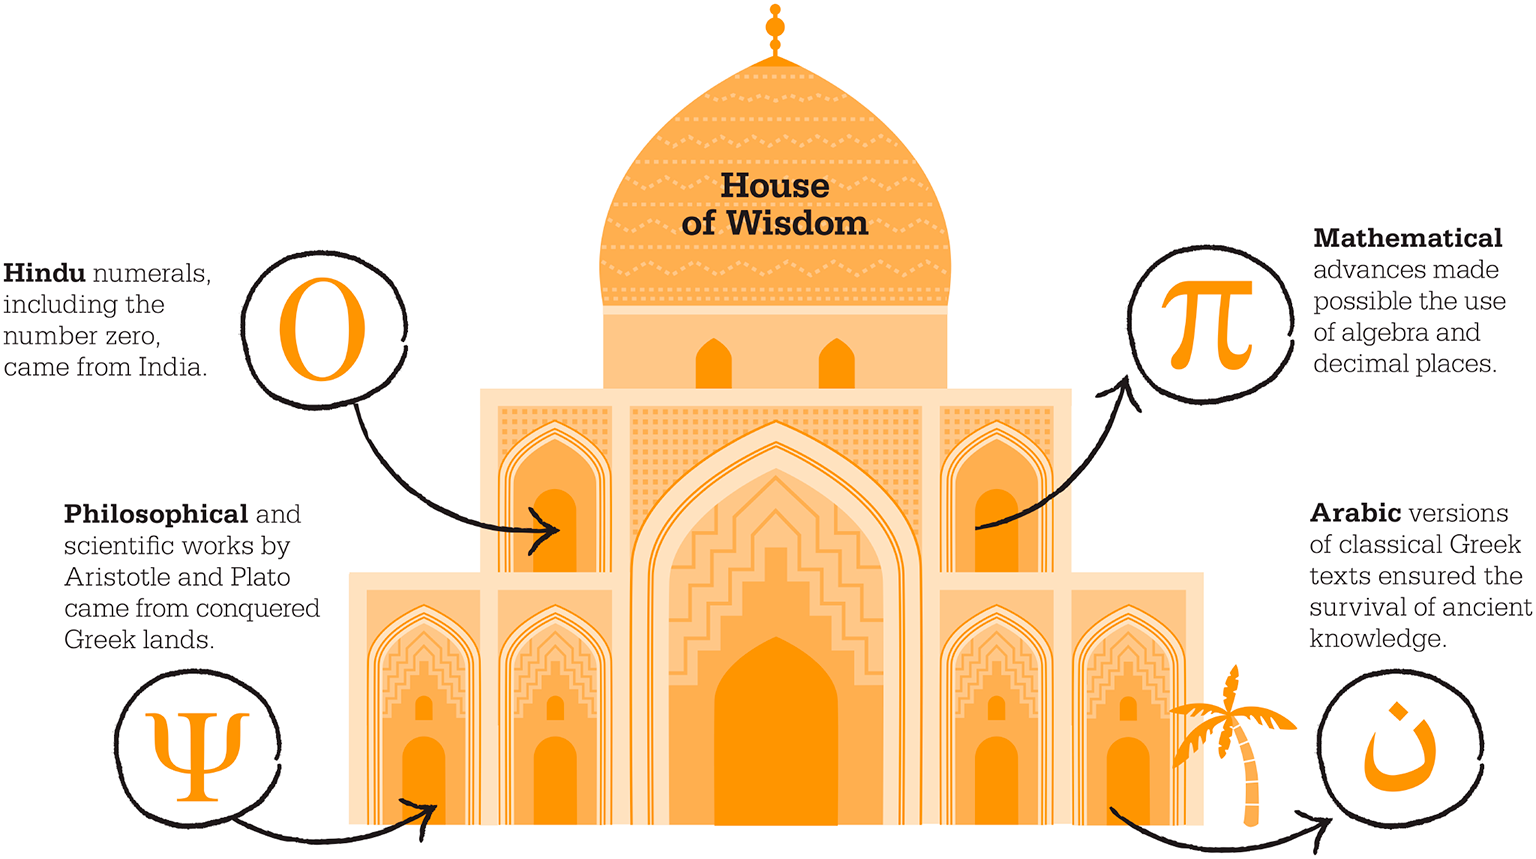 House
of Wisdom
Hindu numerals,
including the
number zero,
came from India.
0
Philosophical and
scientific works by
Aristotle and Plato
came from conquered
Greek lands.
Ψ
Mathematical
advances made
possible the use
of algebra and
decimal places.
π
Arabic versions
of classical Greek
texts ensured the
survival of ancient
knowledge.
ن